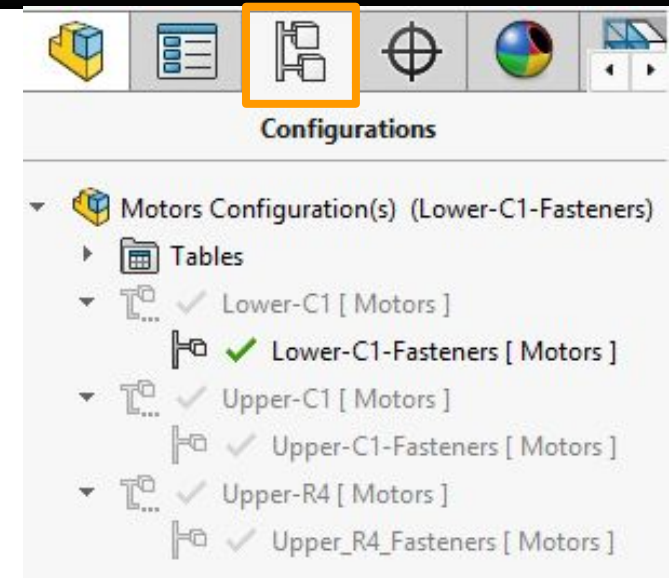 Configurations
Motors Configuration(s) (Lower-C1-Fasteners)
Tables
Lower-C1 [ Motors ]
Lower-C1-Fasteners [ Motors ]
Upper-C1 [ Motors ]
Upper-C1-Fasteners [ Motors ]
Upper-R4 [ Motors ]
Upper_R4_Fasteners [ Motors ]